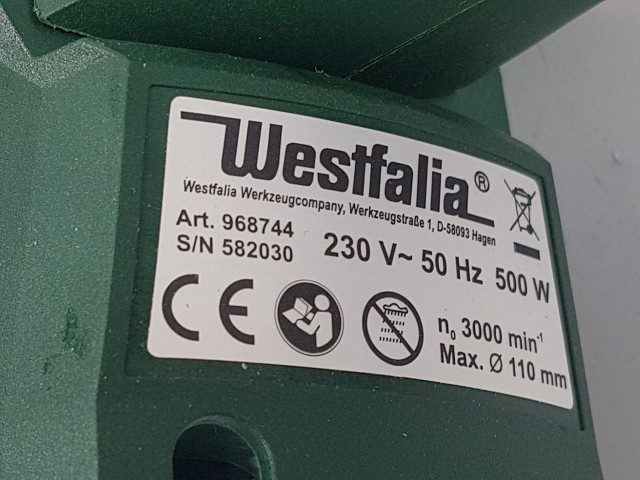 Westfalia®
Westfalia Werkzeugcompany, Werkzeugstraße 1, D-58093 Hagen
Art. 968744
S/N 582030
230 V~ 50 Hz 500 W
CE
n₀ 3000 min⁻¹
Max. Ø 110 mm